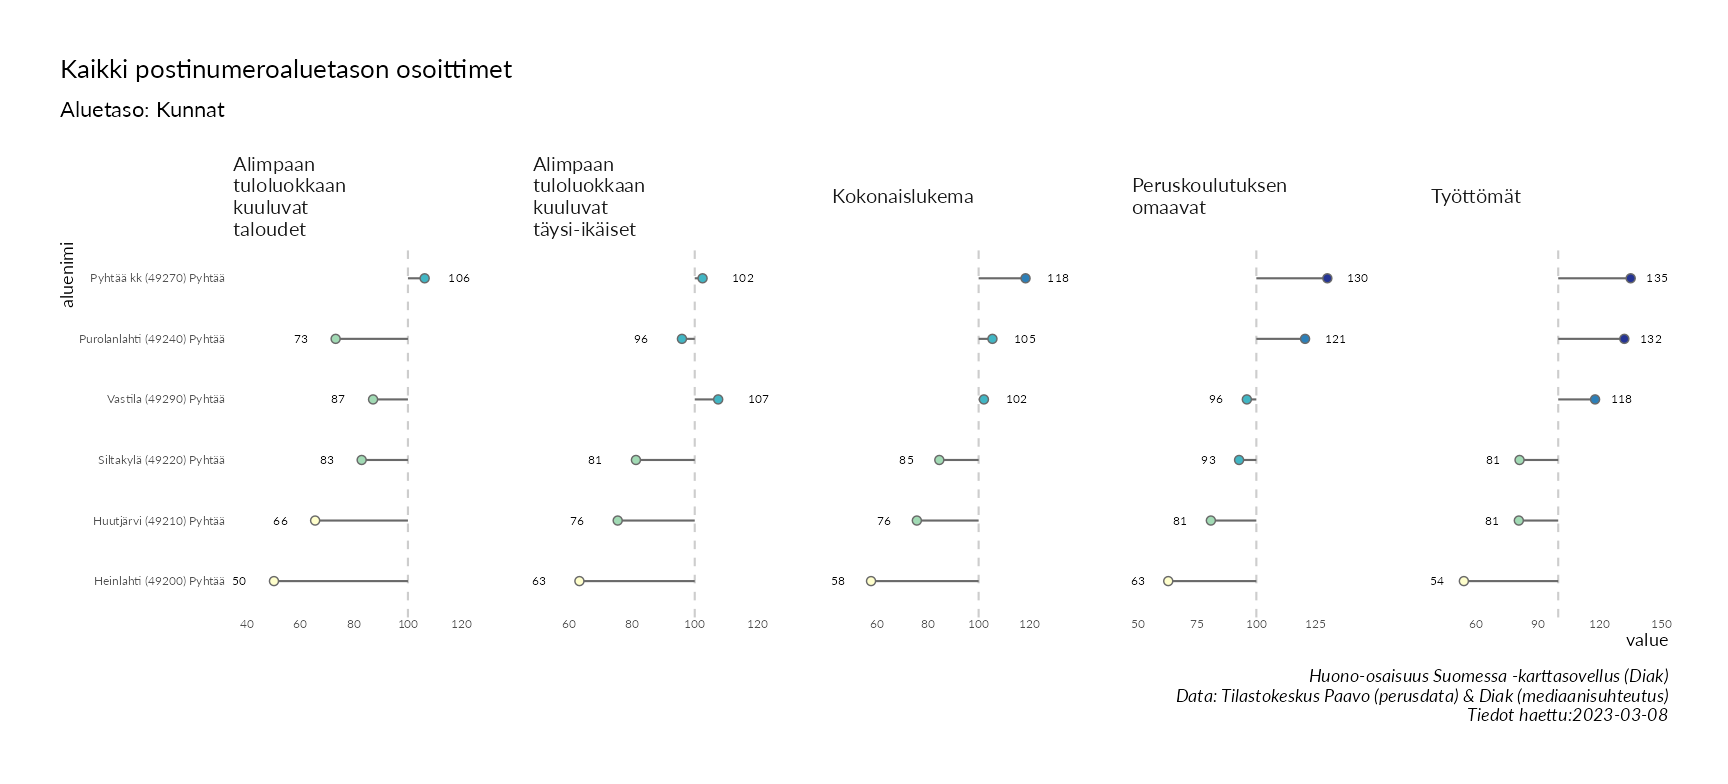 Kaikki postinumeroaluetason osoittimet
Aluetaso: Kunnat
Alimpaan
tuloluokkaan
kuuluvat
taloudet
Alimpaan
tuloluokkaan
kuuluvat
täysi-ikäiset
Kokonaislukema
Peruskoulutuksen
omaavat
Työttömät
aluenimi
Pyhtää kk (49270) Pyhtää 106 102 118 130 135
Purolanlahti (49240) Pyhtää 73 96 105 121 132
Vastila (49290) Pyhtää 87 107 102 96 118
Siltakylä (49220) Pyhtää 83 81 85 93 81
Huutjärvi (49210) Pyhtää 66 76 76 81 81
Heinlahti (49200) Pyhtää 50 63 58 63 54
40 60 80 100 120 60 80 100 120 60 80 100 120 50 75 100 125 60 90 120 150
value
Huono-osaisuus Suomessa -karttasovellus (Diak)
Data: Tilastokeskus Paavo (perusdata) & Diak (mediaanisuhteutus)
Tiedot haettu:2023-03-08